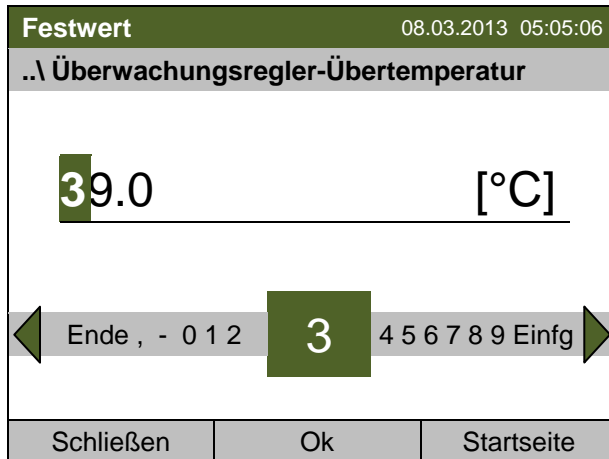 Festwert 08.03.2013 05:05:06
..\ Überwachungsregler-Übertemperatur
39.0 [°C]
Ende , - 0 1 2 3 4 5 6 7 8 9 Einfg
Schließen Ok Startseite